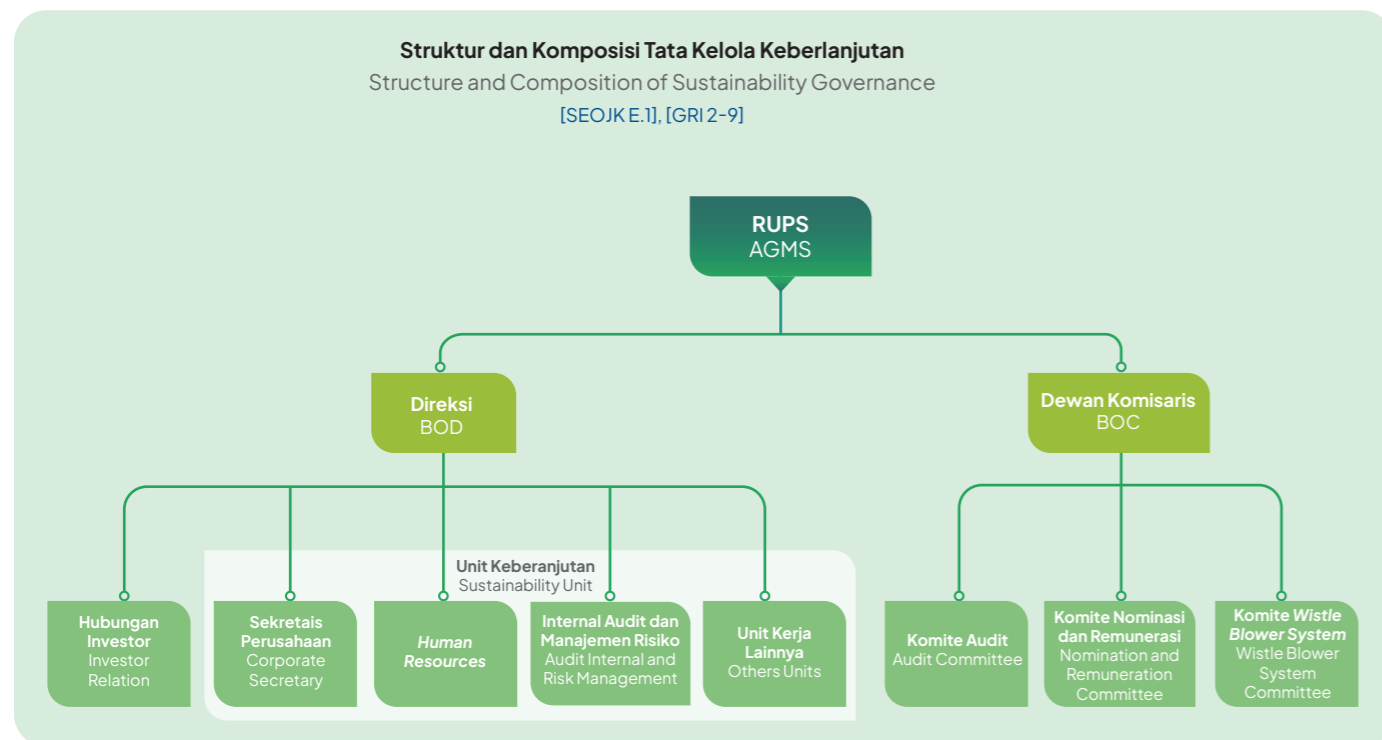 Struktur dan Komposisi Tata Kelola Keberlanjutan
Structure and Composition of Sustainability Governance
[SEOJK E.1], [GRI 2-9]
RUPS
AGMS
Direksi
BOD
Dewan Komisaris
BOC
Unit Keberanjutan
Sustainability Unit
Hubungan
Investor
Investor
Relation
Sekretais
Perusahaan
Corporate
Secretary
Human
Resources
Internal Audit dan
Manajemen Risiko
Audit Internal and
Risk Management
Unit Kerja
Lainnya
Others Units
Komite Audit
Audit Committee
Komite Nominasi
dan Remunerasi
Nomination and
Remuneration
Committee
Komite Wistle
Blower System
Wistle Blower
System
Committee